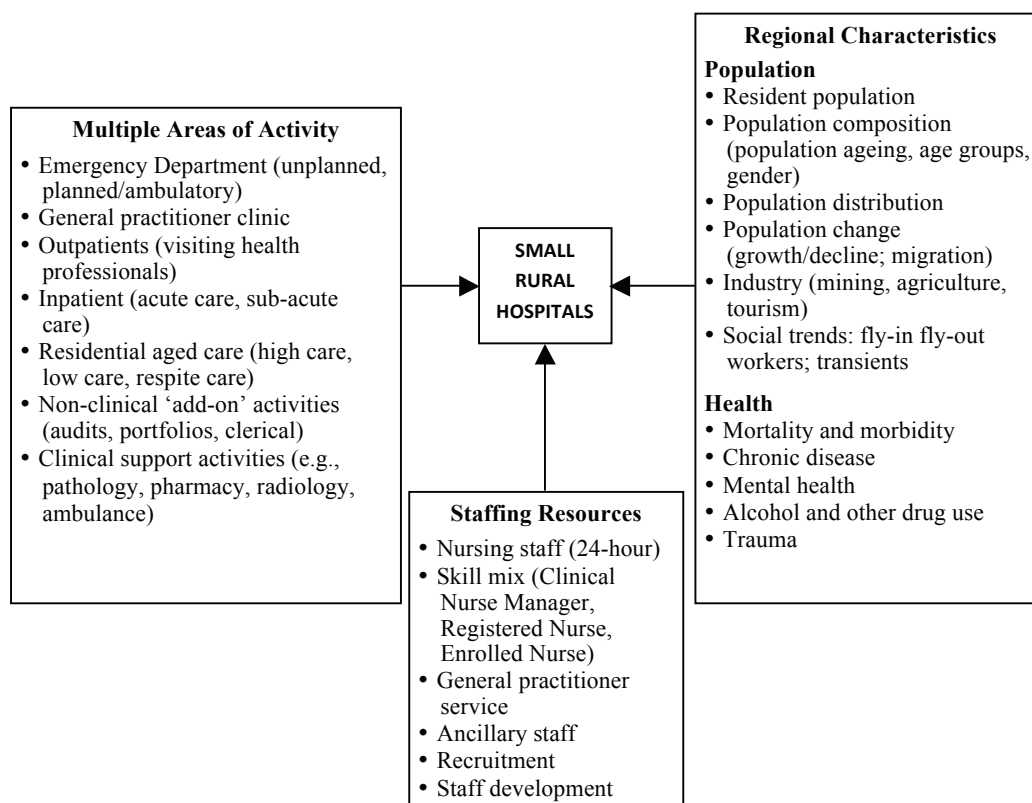 Multiple Areas of Activity
• Emergency Department (unplanned,
planned/ambulatory)
• General practitioner clinic
• Outpatients (visiting health
professionals)
• Inpatient (acute care, sub-acute
care)
• Residential aged care (high care,
low care, respite care)
• Non-clinical ‘add-on’ activities
(audits, portfolios, clerical)
• Clinical support activities (e.g.,
pathology, pharmacy, radiology,
ambulance)
SMALL
RURAL
HOSPITALS
Regional Characteristics
Population
• Resident population
• Population composition
(population ageing, age groups,
gender)
• Population distribution
• Population change
(growth/decline; migration)
• Industry (mining, agriculture,
tourism)
• Social trends: fly-in fly-out
workers; transients
Health
• Mortality and morbidity
• Chronic disease
• Mental health
• Alcohol and other drug use
• Trauma
Staffing Resources
• Nursing staff (24-hour)
• Skill mix (Clinical
Nurse Manager,
Registered Nurse,
Enrolled Nurse)
• General practitioner
service
• Ancillary staff
• Recruitment
• Staff development